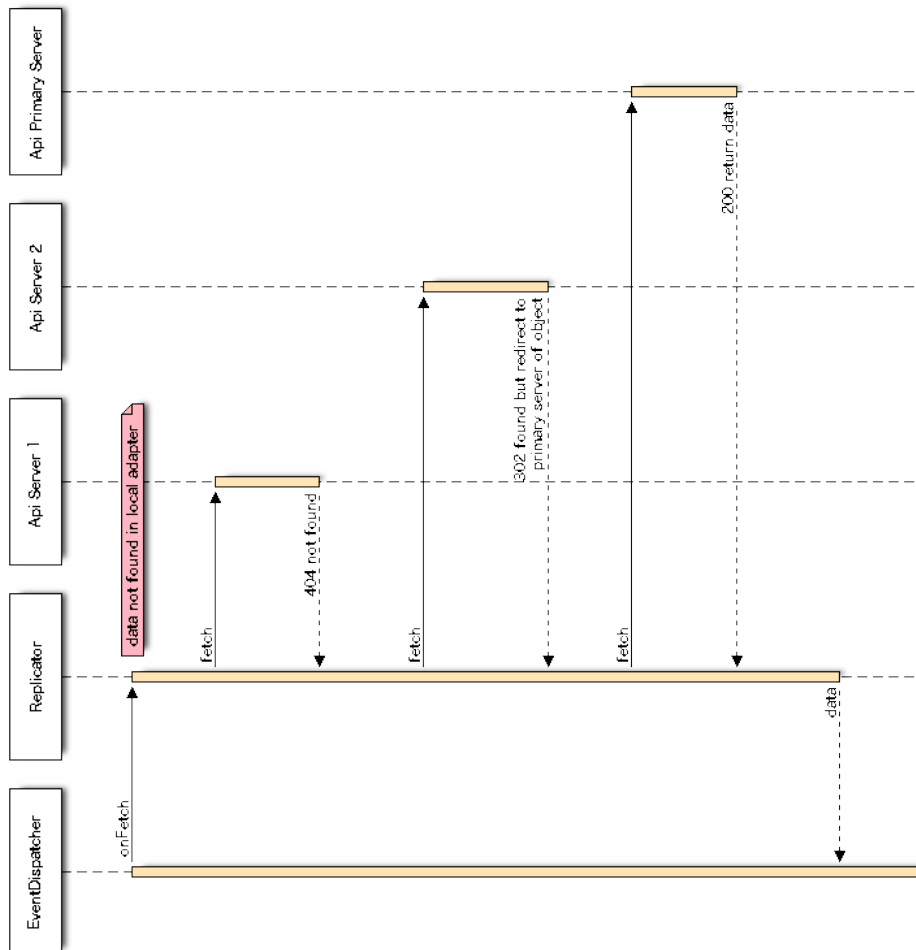 EventDispatcher
Replicator
Api Server 1
Api Server 2
Api Primary Server
onFetch
data not found in local adapter
fetch
404 not found
fetch
302 found but redirect to
primary server of object
fetch
200 return data
data